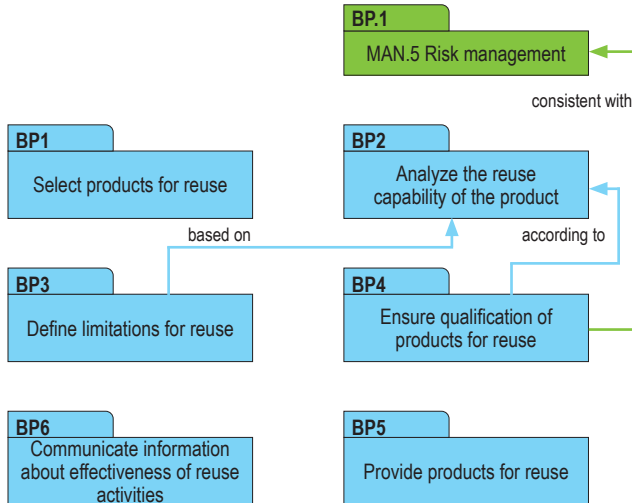 BP.1
MAN.5 Risk management
consistent with
BP1
Select products for reuse
BP2
Analyze the reuse
capability of the product
based on
according to
BP3
Define limitations for reuse
BP4
Ensure qualification of
products for reuse
BP6
Communicate information
about effectiveness of reuse
activities
BP5
Provide products for reuse